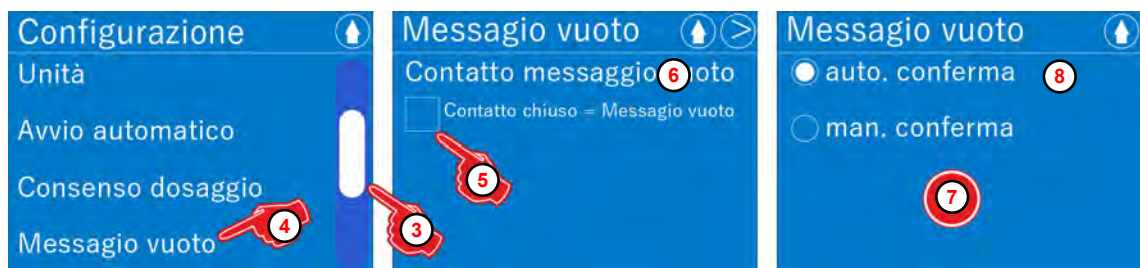 Configurazione
Unità
Avvio automatico
Consenso dosaggio
Messagio vuoto
4
3
Messagio vuoto
Contatto messaggio 6 uoto
Contatto chiuso = Messagio vuoto
5
Messagio vuoto
auto. conferma 8
man. conferma
7